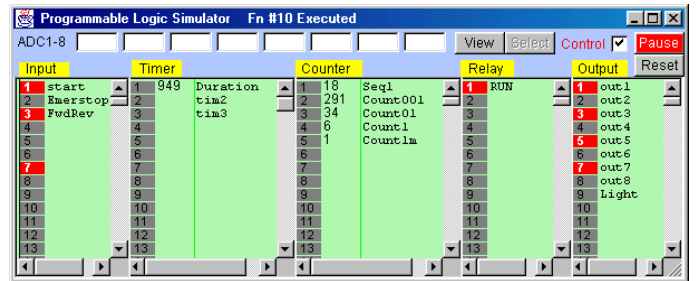 Programmable Logic Simulator Fn #10 Executed
ADC1-8 View Select Control Pause
Input Timer Counter Relay Output Reset
1 start 1 949 Duration 1 18 Seq1 1 RUN 1 out1
2 Emerstop 2 tim2 2 291 Count001 2 2 out2
3 FwdRev 3 tim3 3 34 Count01 3 3 out3
4 4 4 6 Count1 4 4 out4
5 5 5 1 Count1m 5 5 out5
6 6 6 6 6 out6
7 7 7 7 7 out7
8 8 8 8 8 out8
9 9 9 9 9 Light
10 10 10 10 10
11 11 11 11 11
12 12 12 12 12
13 13 13 13 13